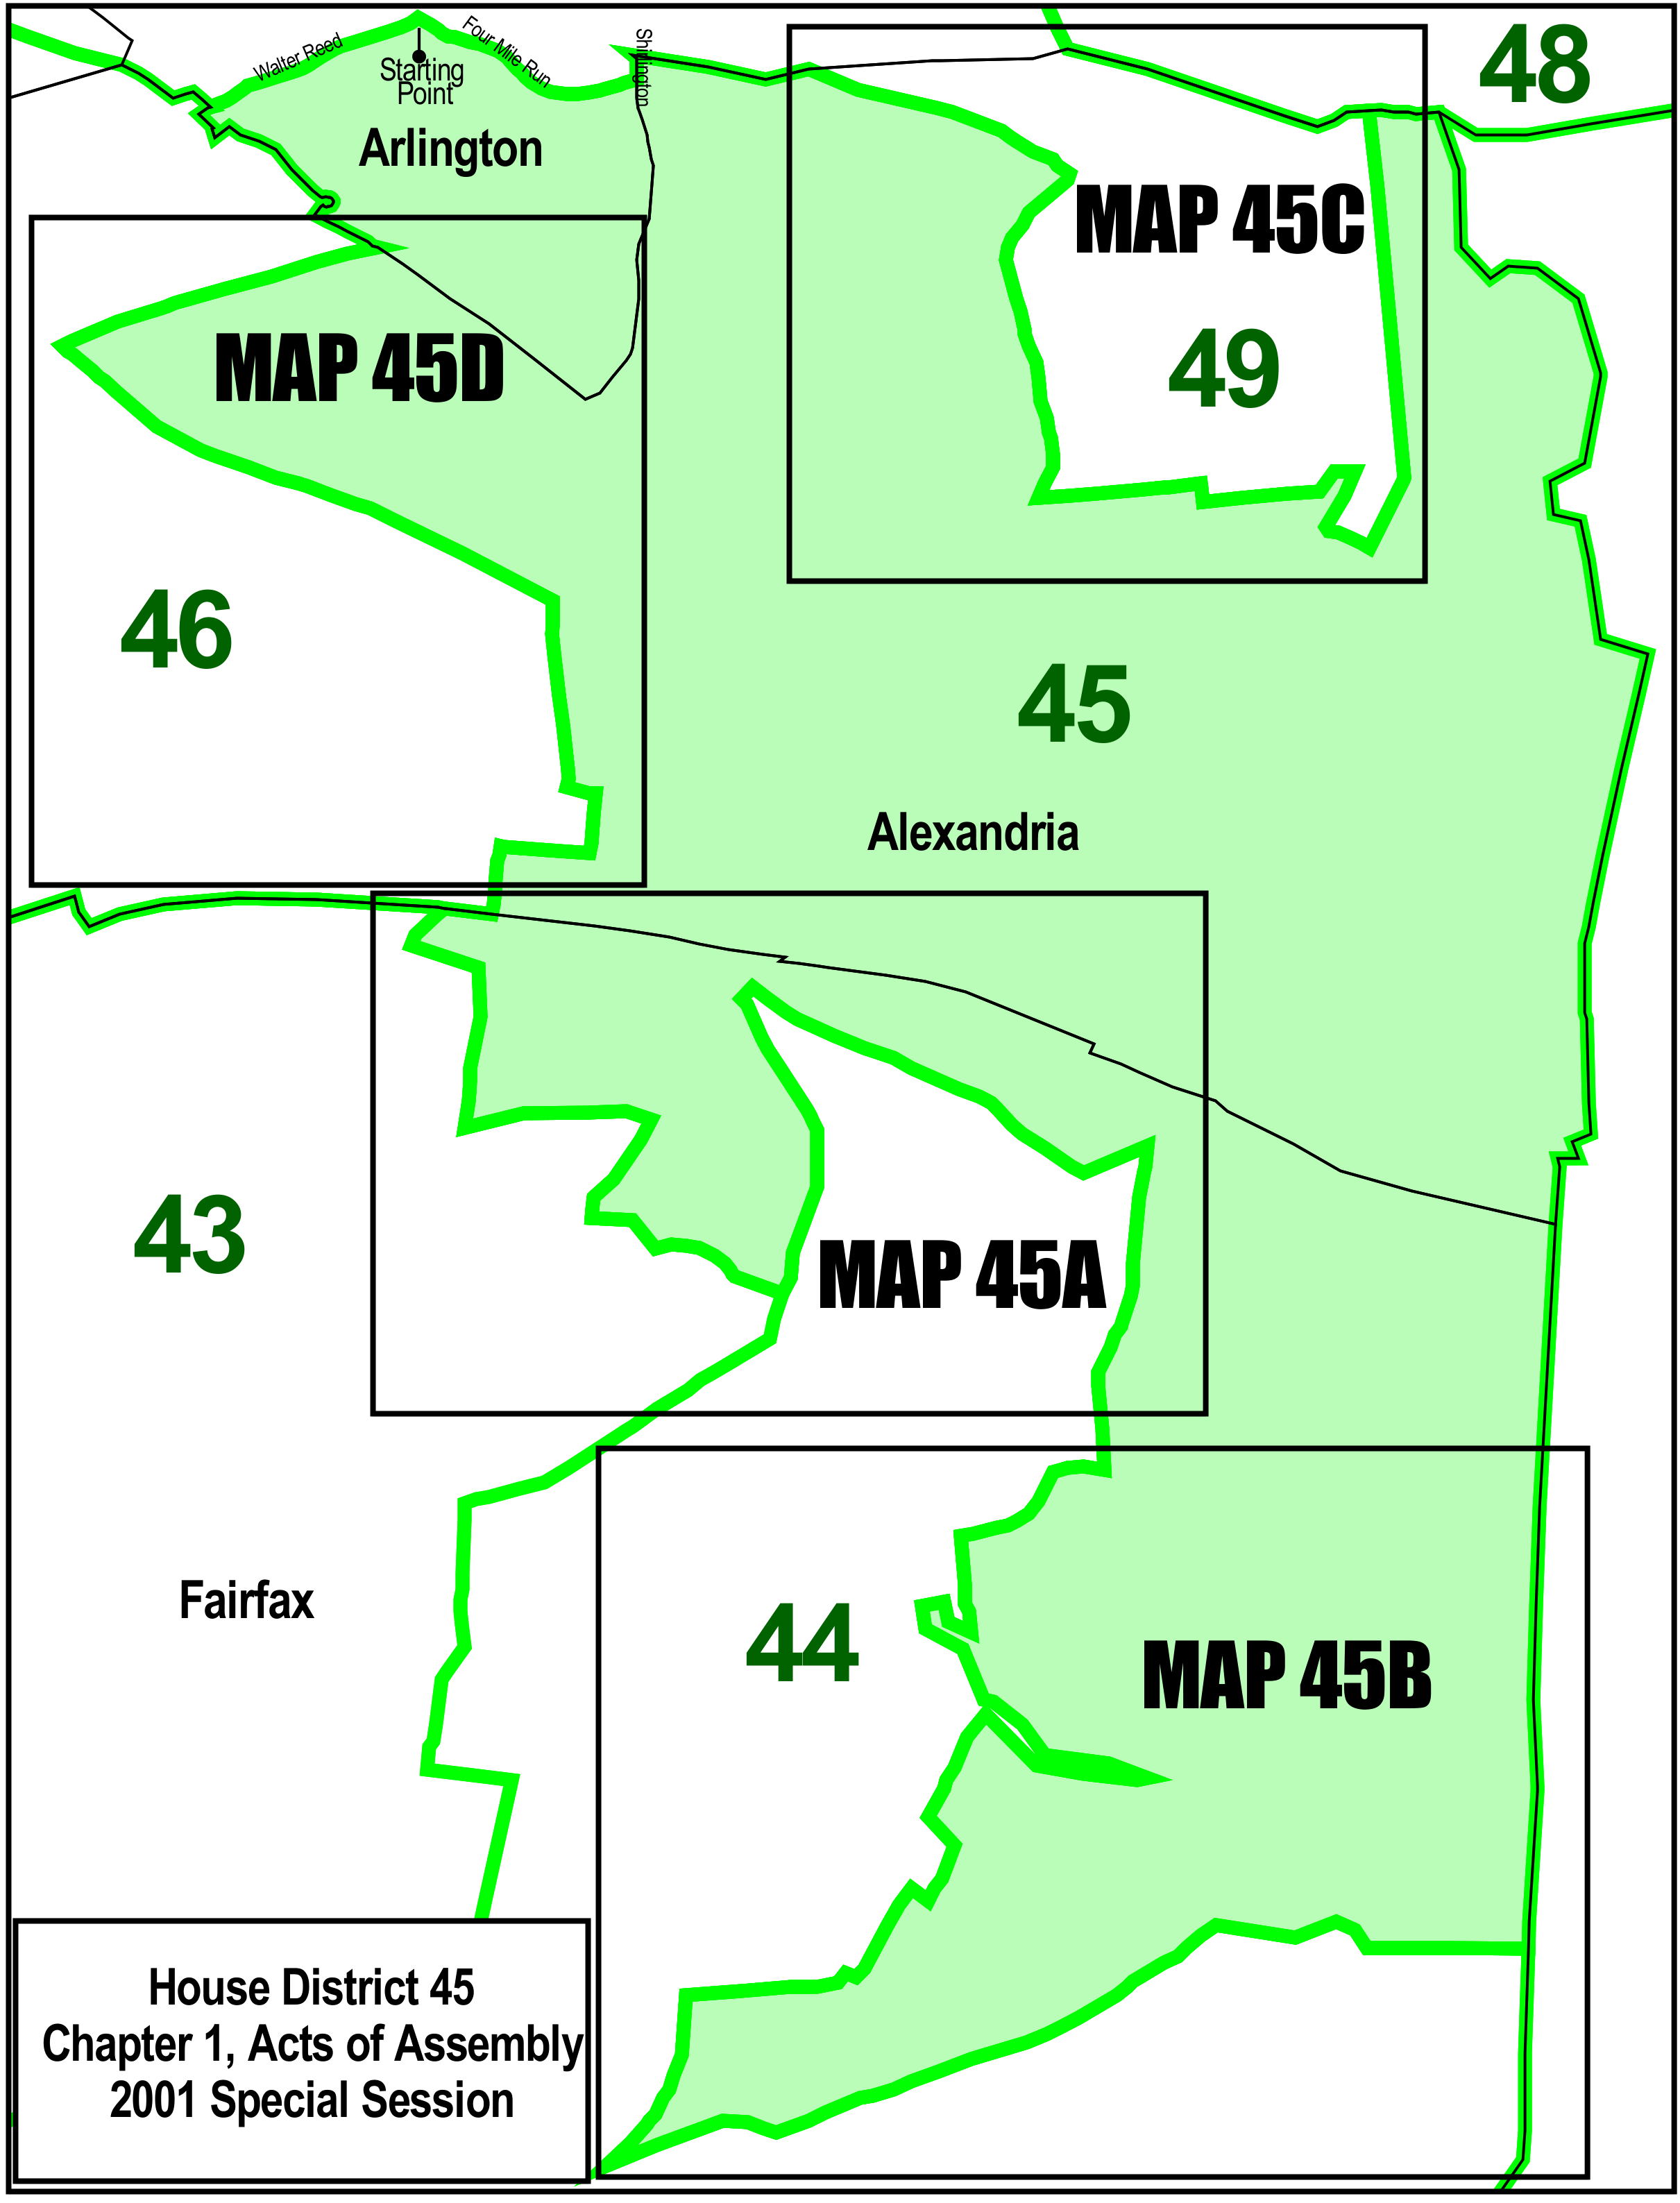 48
Walter Reed
Four Mile Run
Shirlington
Starting
Point
Arlington
MAP 45C
MAP 45D
49
46
45
Alexandria
43
MAP 45A
Fairfax
44
MAP 45B
House District 45
Chapter 1, Acts of Assembly
2001 Special Session